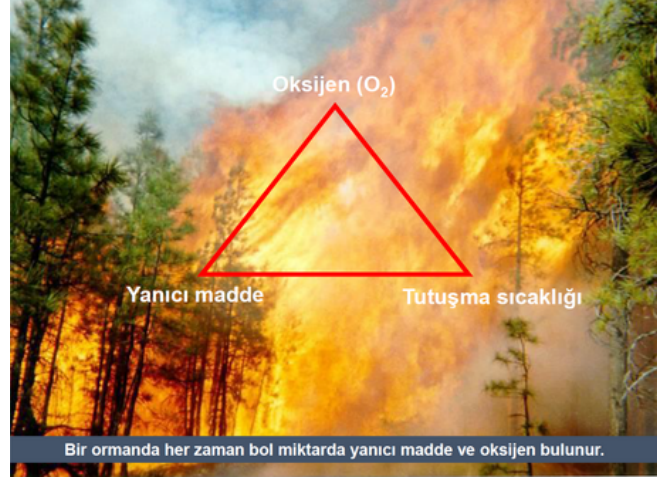 Oksijen (O₂)
Yanıcı madde
Tutuşma sıcaklığı
Bir ormanda her zaman bol miktarda yanıcı madde ve oksijen bulunur.